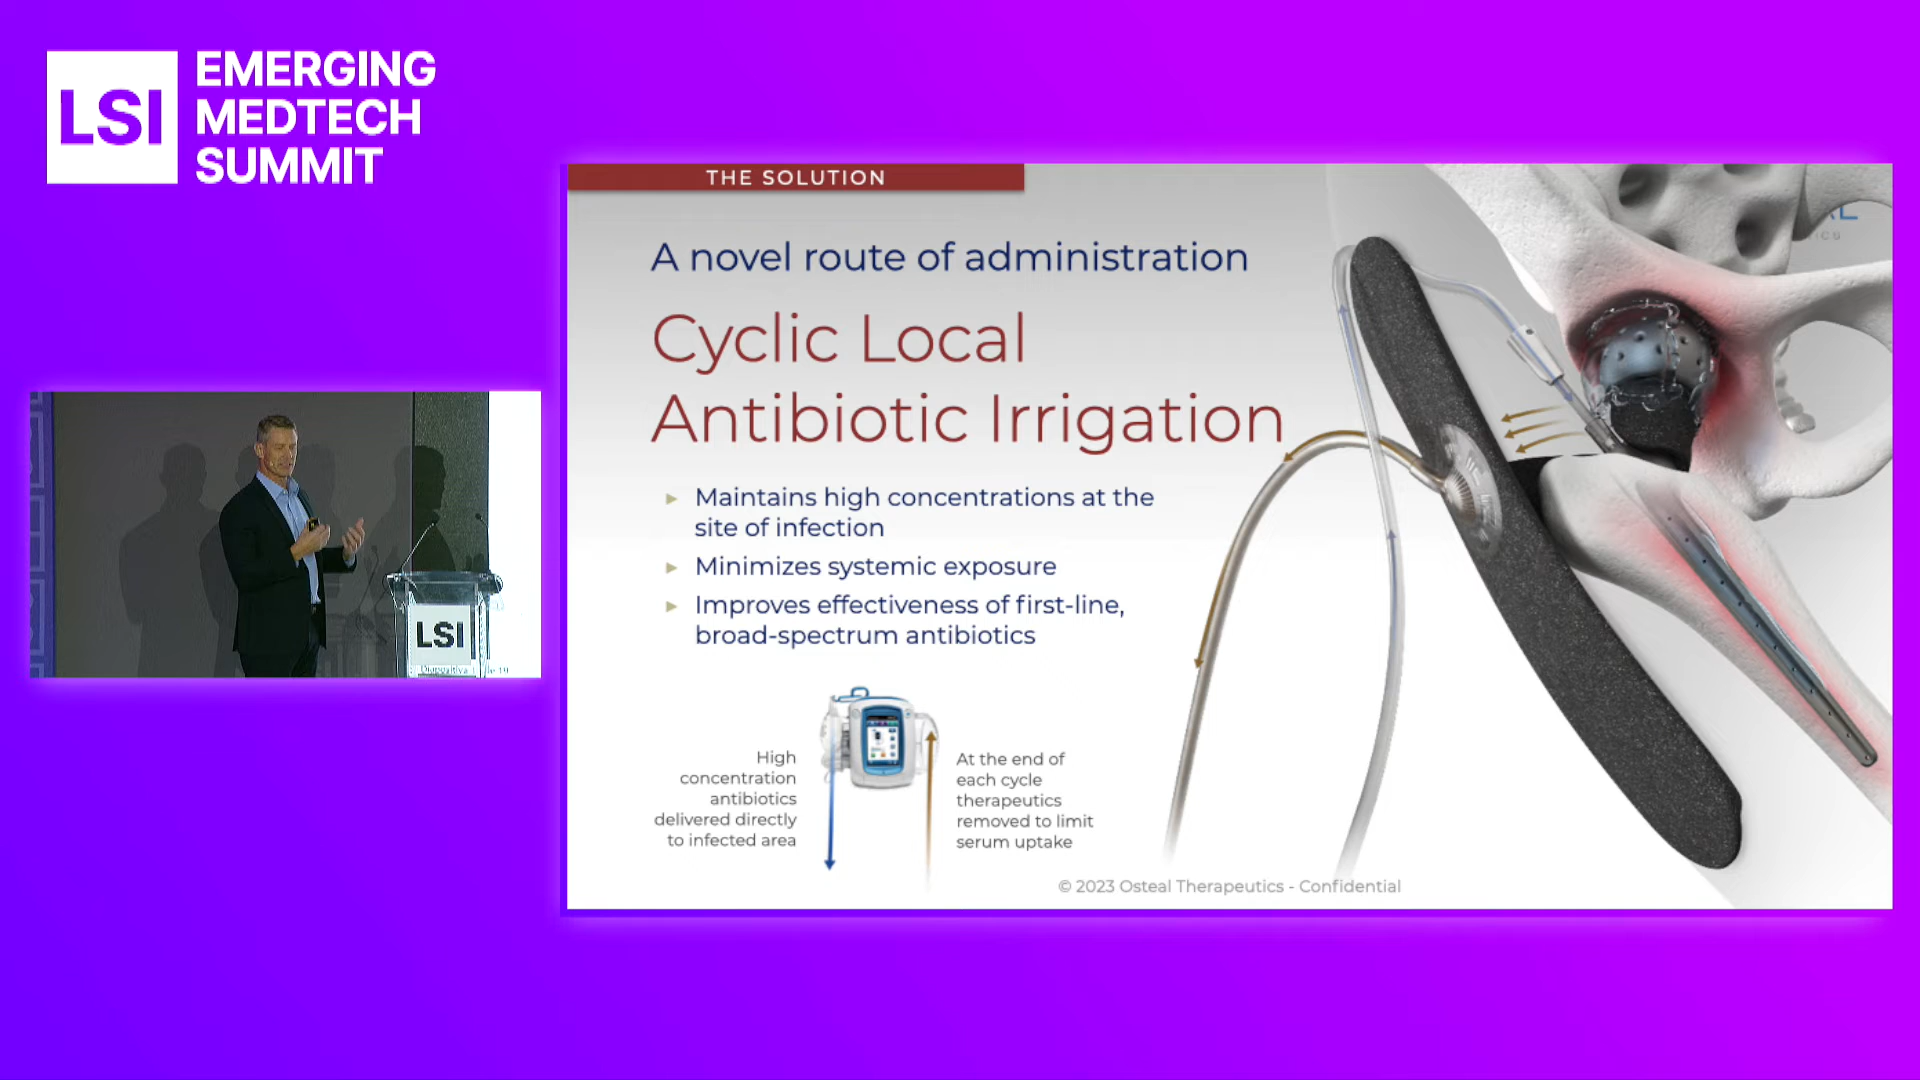 LSI
EMERGING
MEDTECH
SUMMIT
THE SOLUTION
A novel route of administration
Cyclic Local
Antibiotic Irrigation
▸ Maintains high concentrations at the
site of infection
▸ Minimizes systemic exposure
▸ Improves effectiveness of first-line,
broad-spectrum antibiotics
High
concentration
antibiotics
delivered directly
to infected area
At the end of
each cycle
therapeutics
removed to limit
serum uptake
© 2023 Osteal Therapeutics - Confidential
LSI